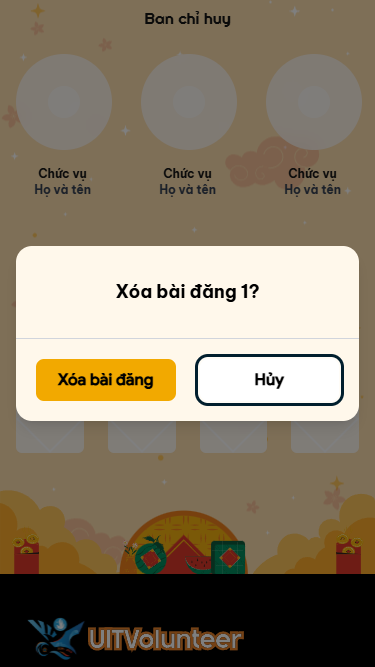 Ban chỉ huy
Chức vụ Chức vụ Chức vụ
Họ và tên Họ và tên Họ và tên
Xóa bài đăng 1?
Xóa bài đăng Hủy
UITVolunteer